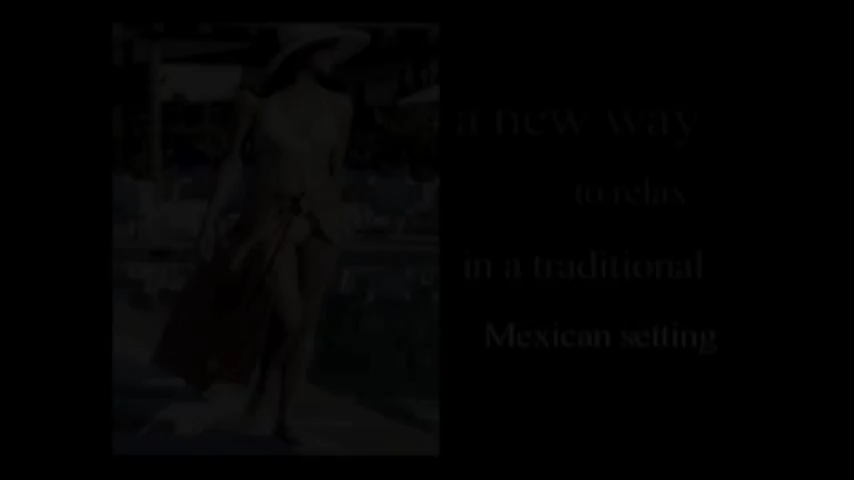 a new way
to relax
in a traditional
Mexican setting